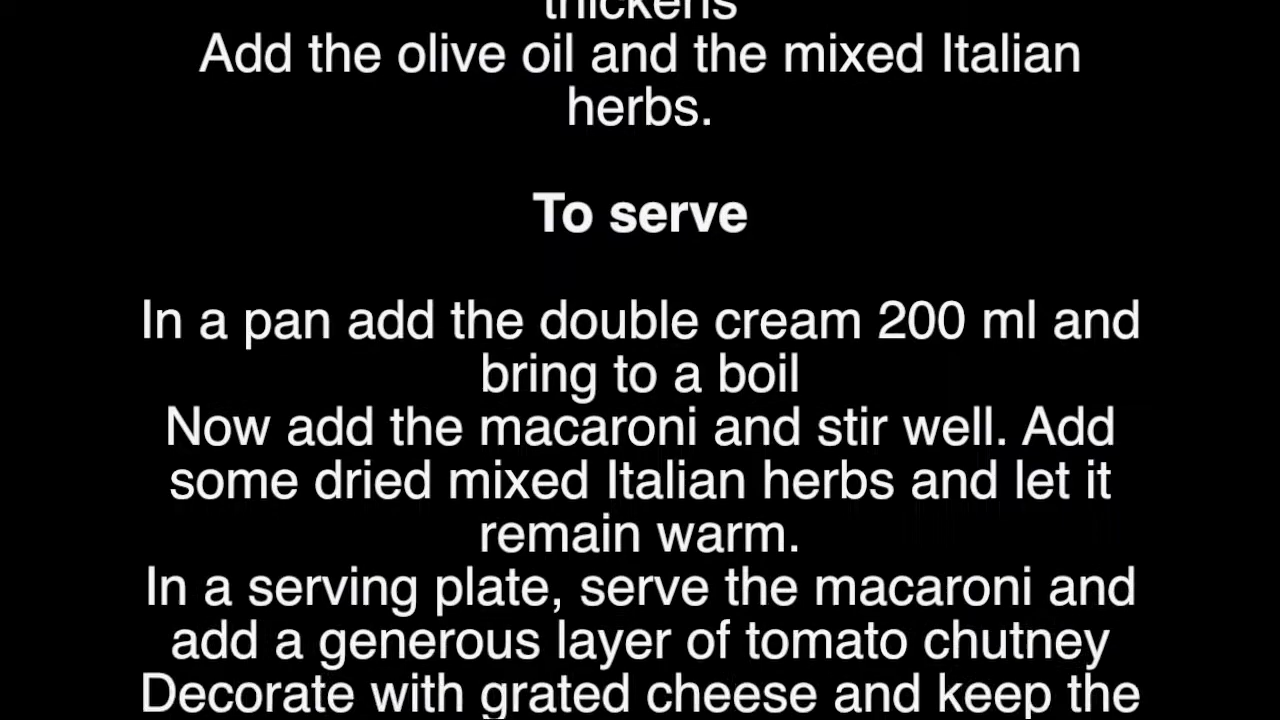 thickens
Add the olive oil and the mixed Italian
herbs.
To serve
In a pan add the double cream 200 ml and
bring to a boil
Now add the macaroni and stir well. Add
some dried mixed Italian herbs and let it
remain warm.
In a serving plate, serve the macaroni and
add a generous layer of tomato chutney
Decorate with grated cheese and keep the